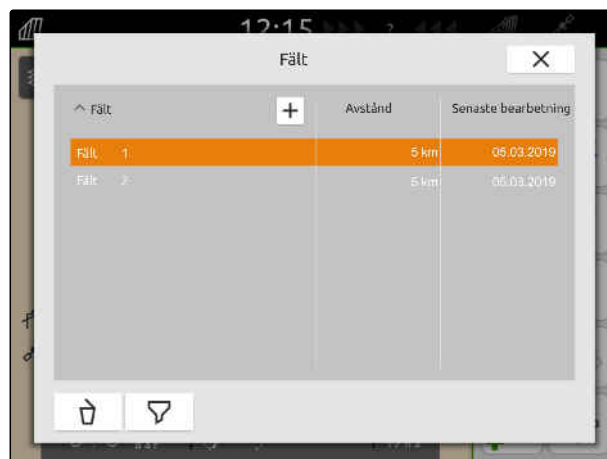 12:15
Fält
^ Fält + Avstånd Senaste bearbetning
Fält 1 5 km 05.03.2019
Fält 2 5 km 05.03.2019